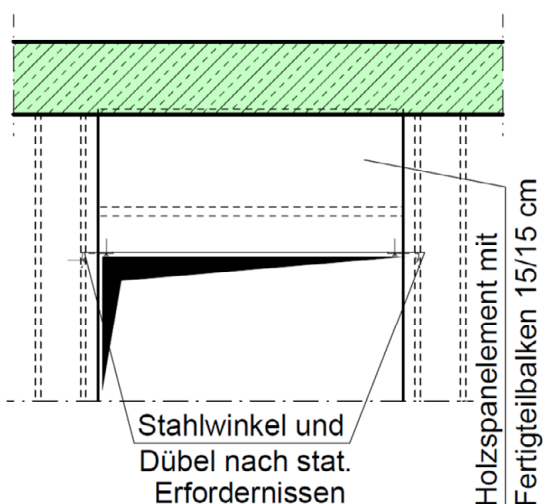 Stahlwinkel und
Dübel nach stat.
Erfordernissen
Holzspanelement mit
Fertigteilbalken 15/15 cm